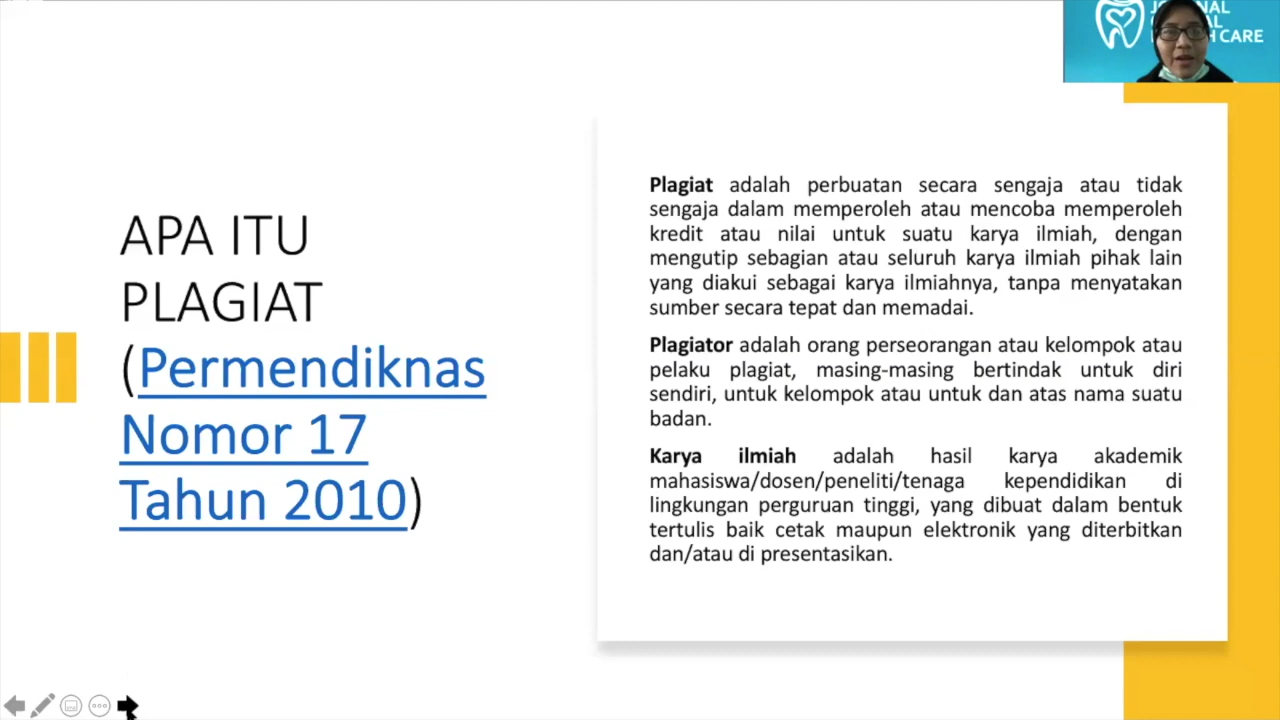 APA ITU
PLAGIAT
(Permendiknas
Nomor 17
Tahun 2010)
Plagiat adalah perbuatan secara sengaja atau tidak
sengaja dalam memperoleh atau mencoba memperoleh
kredit atau nilai untuk suatu karya ilmiah, dengan
mengutip sebagian atau seluruh karya ilmiah pihak lain
yang diakui sebagai karya ilmiahnya, tanpa menyatakan
sumber secara tepat dan memadai.
Plagiator adalah orang perseorangan atau kelompok atau
pelaku plagiat, masing-masing bertindak untuk diri
sendiri, untuk kelompok atau untuk dan atas nama suatu
badan.
Karya ilmiah adalah hasil karya akademik
mahasiswa/dosen/peneliti/tenaga kependidikan di
lingkungan perguruan tinggi, yang dibuat dalam bentuk
tertulis baik cetak maupun elektronik yang diterbitkan
dan/atau di presentasikan.
CARE